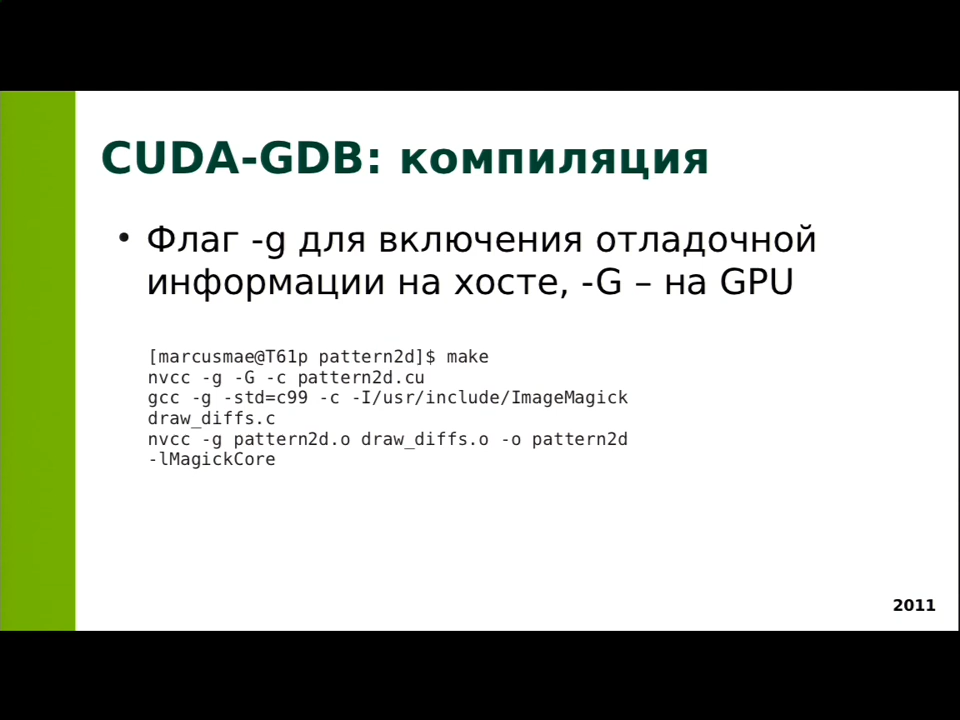 CUDA-GDB: компиляция
• Флаг -g для включения отладочной
информации на хосте, -G – на GPU
[marcusmae@T61p pattern2d]$ make
nvcc -g -G -c pattern2d.cu
gcc -g -std=c99 -c -I/usr/include/ImageMagick
draw_diffs.c
nvcc -g pattern2d.o draw_diffs.o -o pattern2d
-lMagickCore
2011